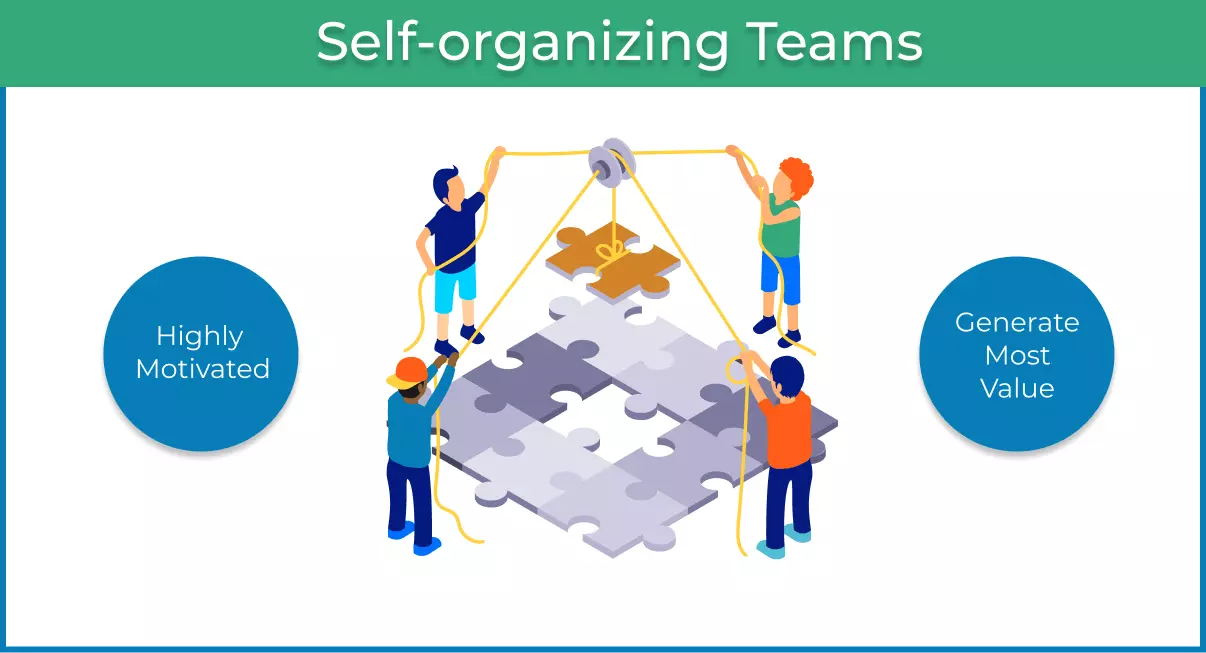 Self-organizing Teams
Highly
Motivated
Generate
Most
Value